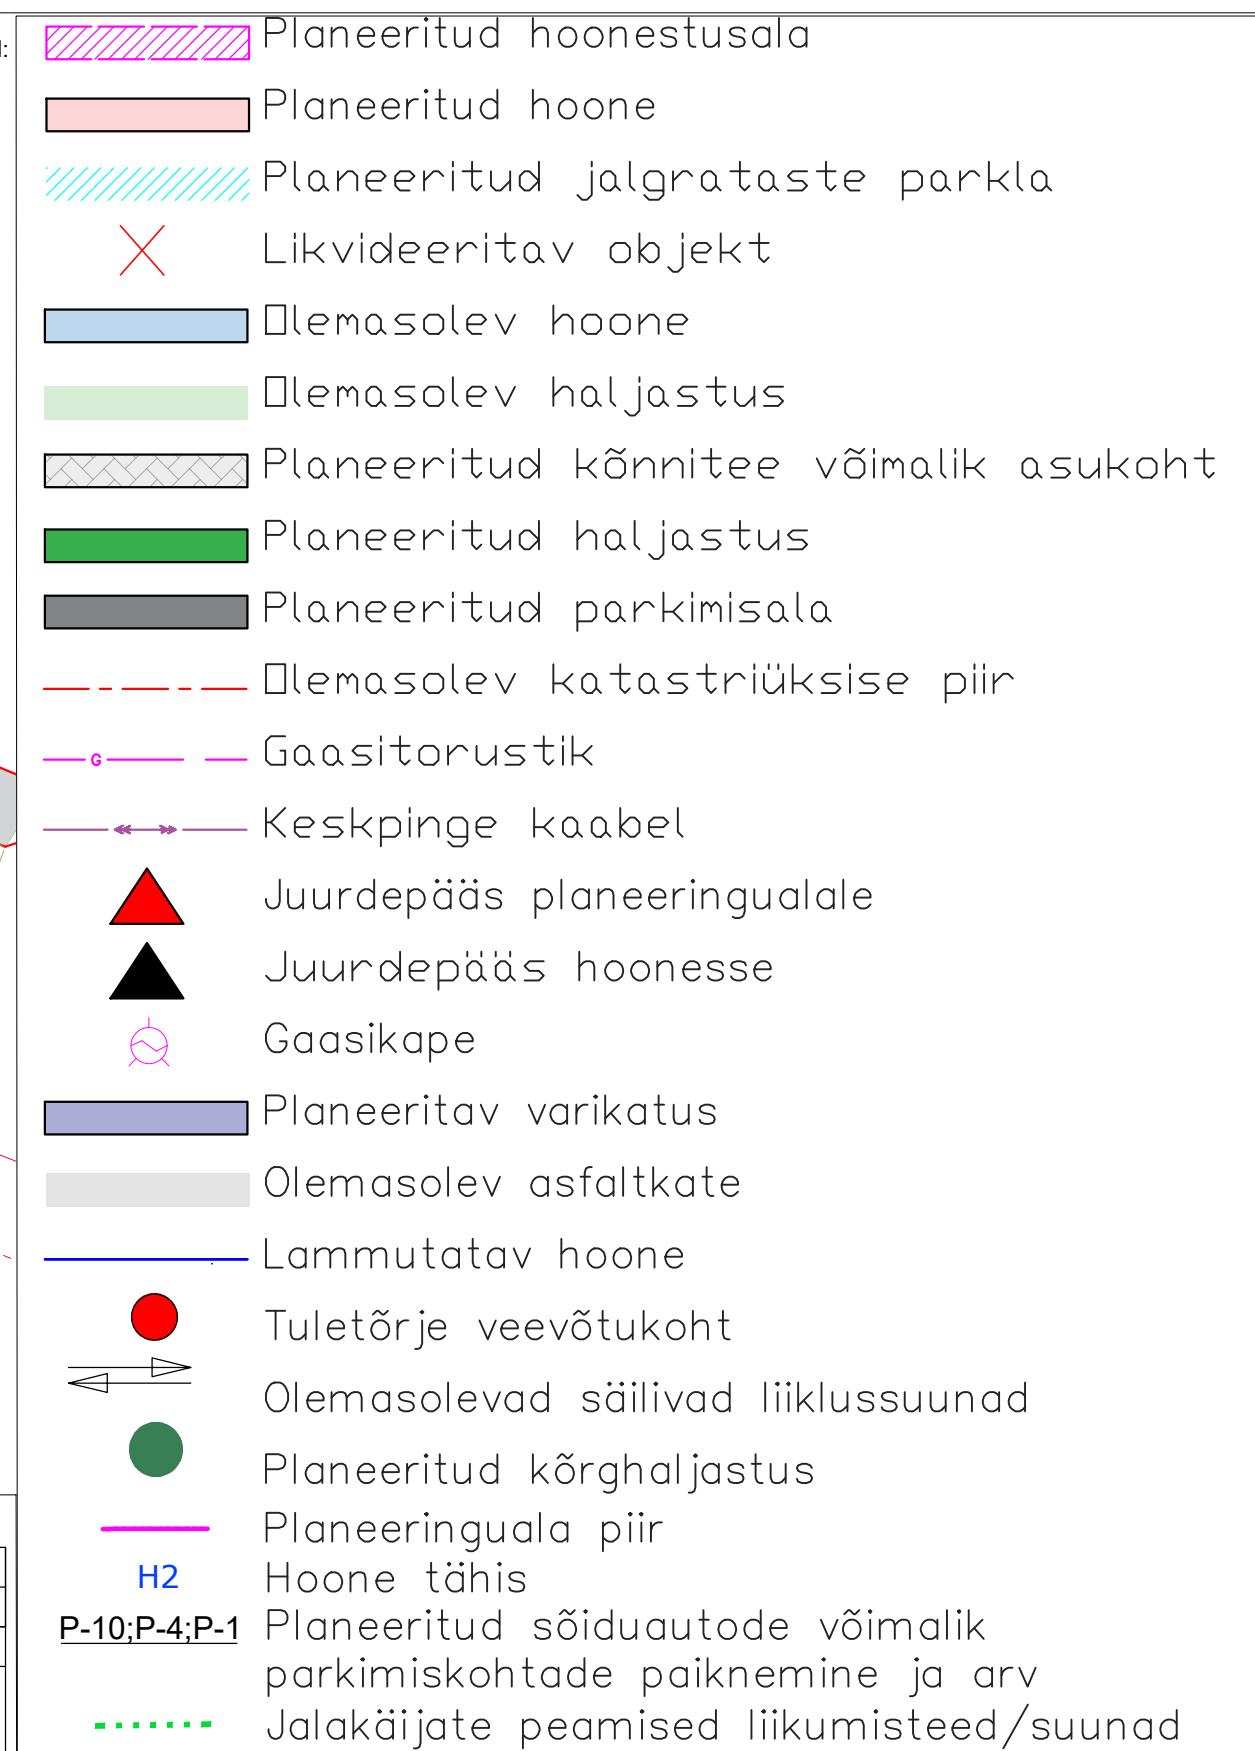 l:
Planeeritud hoonestusala
Planeeritud hoone
Planeeritud jalgrataste parkla
Likvideeritav objekt
Olemasolev hoone
Olemasolev haljastus
Planeeritud kõnnitee võimalik asukoht
Planeeritud haljastus
Planeeritud parkimisala
Olemasolev katastriüksise piir
G Gaasitorustik
Keskpinge kaabel
Juurdepääs planeeringualale
Juurdepääs hoonesse
Gaasikape
Planeeritav varikatus
Olemasolev asfaltkate
Lammutatav hoone
Tuletõrje veevõtukoht
Olemasolevad säilivad liiklussuunad
Planeeritud kõrghaljastus
Planeeringuala piir
H2 Hoone tähis
P-10;P-4;P-1 Planeeritud sõiduautode võimalik
parkimiskohtade paiknemine ja arv
Jalakäijate peamised liikumisteed/suunad